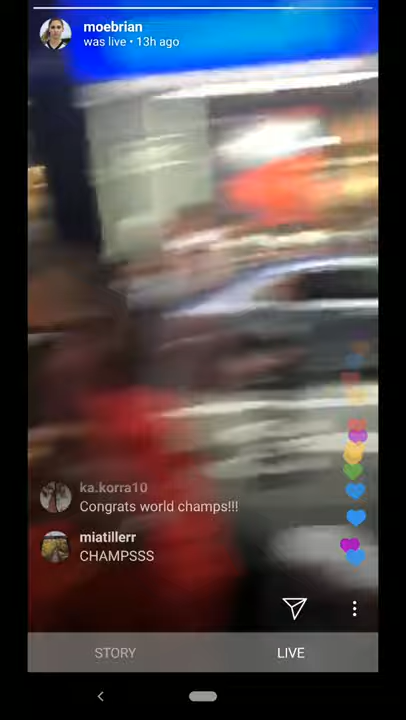 moebrian
was live • 13h ago
ka.korra10
Congrats world champs!!!
miatillerr
CHAMPSSS
STORY
LIVE